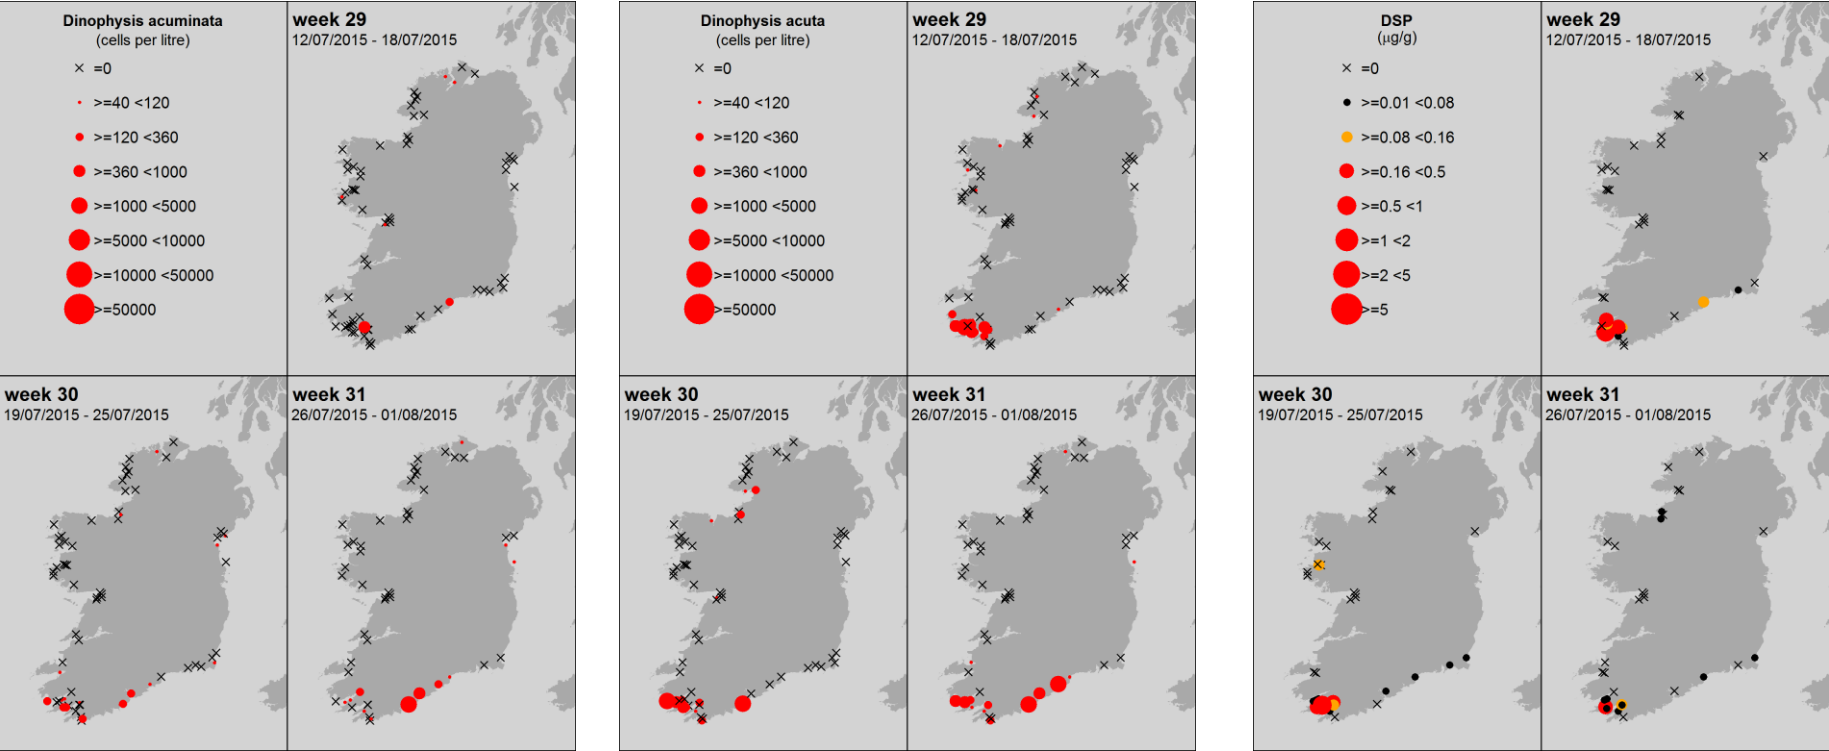 Dinophysis acuminata
(cells per litre)
=0
>=40 <120
>=120 <360
>=360 <1000
>=1000 <5000
>=5000 <10000
>=10000 <50000
>=50000
week 29
12/07/2015 - 18/07/2015
week 30
19/07/2015 - 25/07/2015
week 31
26/07/2015 - 01/08/2015
Dinophysis acuta
(cells per litre)
=0
>=40 <120
>=120 <360
>=360 <1000
>=1000 <5000
>=5000 <10000
>=10000 <50000
>=50000
week 29
12/07/2015 - 18/07/2015
week 30
19/07/2015 - 25/07/2015
week 31
26/07/2015 - 01/08/2015
DSP
(µg/g)
=0
>=0.01 <0.08
>=0.08 <0.16
>=0.16 <0.5
>=0.5 <1
>=1 <2
>=2 <5
>=5
week 29
12/07/2015 - 18/07/2015
week 30
19/07/2015 - 25/07/2015
week 31
26/07/2015 - 01/08/2015